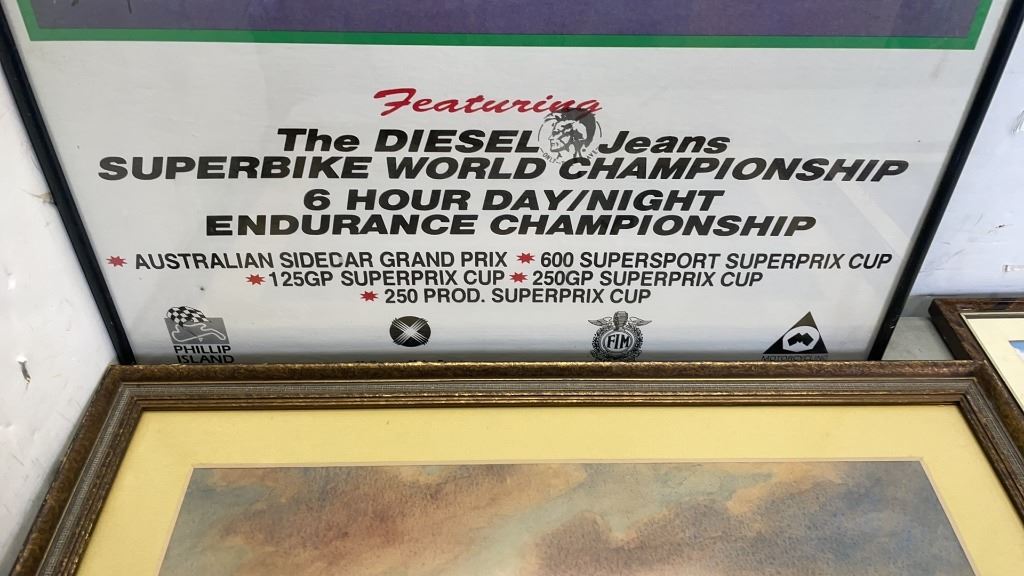 Featuring
The DIESEL Jeans
SUPERBIKE WORLD CHAMPIONSHIP
6 HOUR DAY/NIGHT
ENDURANCE CHAMPIONSHIP
AUSTRALIAN SIDECAR GRAND PRIX 600 SUPERSPORT SUPERPRIX CUP
125GP SUPERPRIX CUP 250GP SUPERPRIX CUP
250 PROD. SUPERPRIX CUP
PHILLIP
ISLAND
FIM
MOTORCYCLING